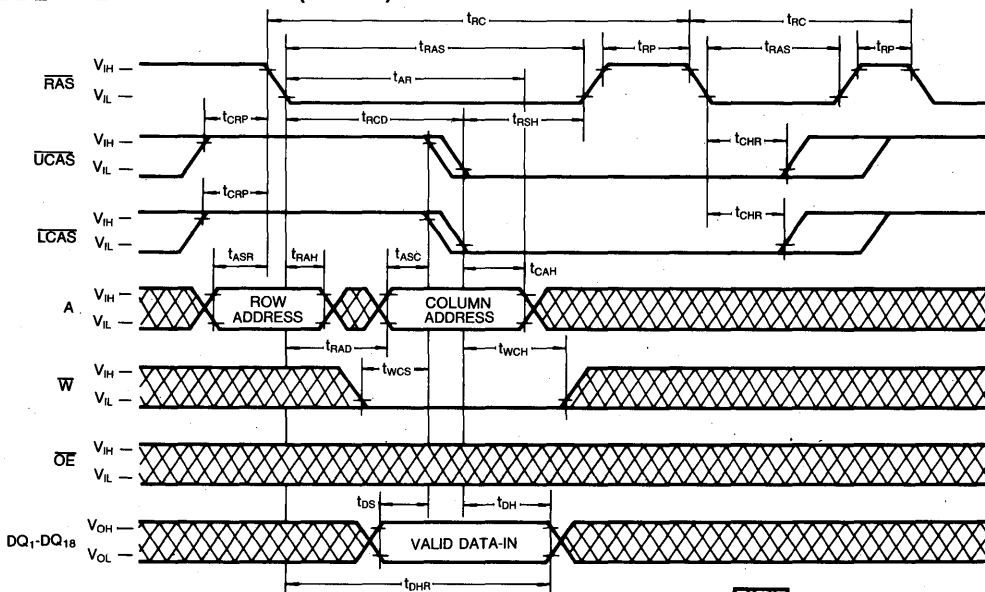 tRC tRC
tRAS tRP tRAS tRP
tAR
RAS VIH
VIL
tCRP tRCD tRSH
UCAS VIH tCHR
VIL
tCRP
LCAS VIH tCHR
VIL
tASR tRAH tASC tCAH
A VIH ROW COLUMN
VIL ADDRESS ADDRESS
tRAD tWCH
tWCS
W VIH
VIL
OE VIH
VIL
tDS tDH
DQ1-DQ18 VOH VALID DATA-IN
VOL
tDHR